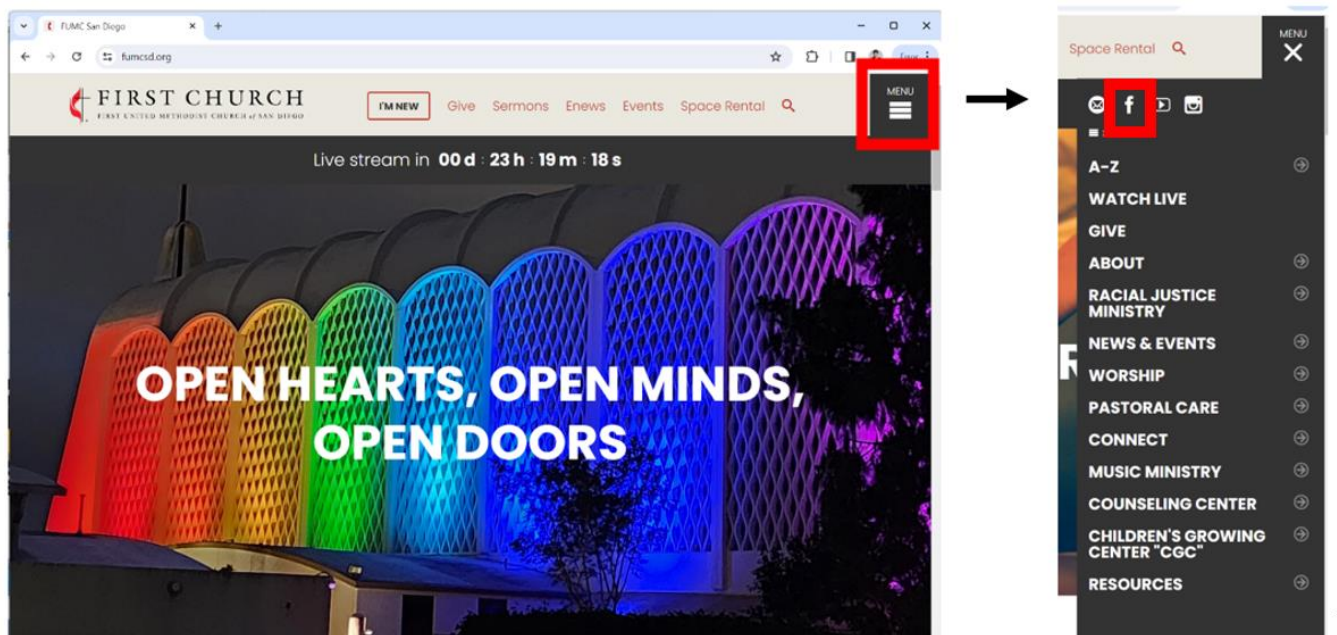 FUMC San Diego
fumcsd.org
FIRST CHURCH
FIRST UNITED METHODIST CHURCH of SAN DIEGO
I'M NEW Give Sermons Enews Events Space Rental
MENU
Live stream in 00 d : 23 h : 19 m : 18 s
OPEN HEARTS, OPEN MINDS,
OPEN DOORS
Space Rental
MENU
A-Z
WATCH LIVE
GIVE
ABOUT
RACIAL JUSTICE
MINISTRY
NEWS & EVENTS
WORSHIP
PASTORAL CARE
CONNECT
MUSIC MINISTRY
COUNSELING CENTER
CHILDREN'S GROWING
CENTER "CGC"
RESOURCES